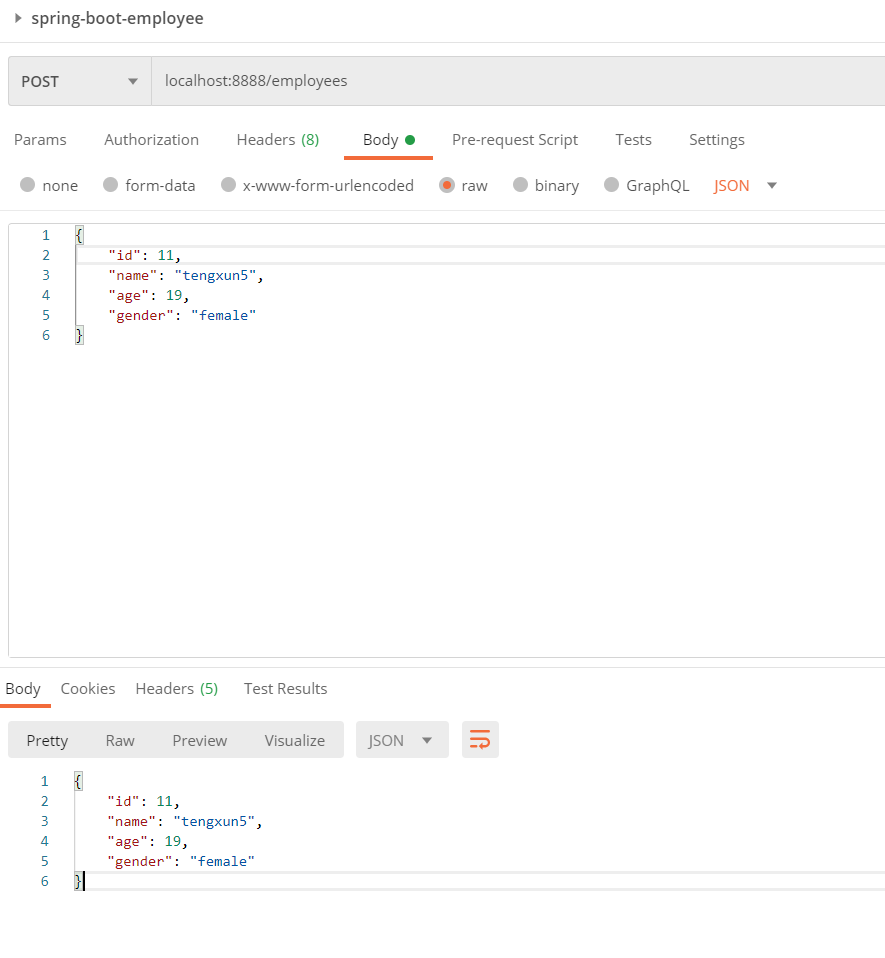 spring-boot-employee
POST localhost:8888/employees
Params Authorization Headers (8) Body Pre-request Script Tests Settings
none form-data x-www-form-urlencoded raw binary GraphQL JSON
1 {
2 "id": 11,
3 "name": "tengxun5",
4 "age": 19,
5 "gender": "female"
6 }
Body Cookies Headers (5) Test Results
Pretty Raw Preview Visualize JSON
1 {
2 "id": 11,
3 "name": "tengxun5",
4 "age": 19,
5 "gender": "female"
6 }